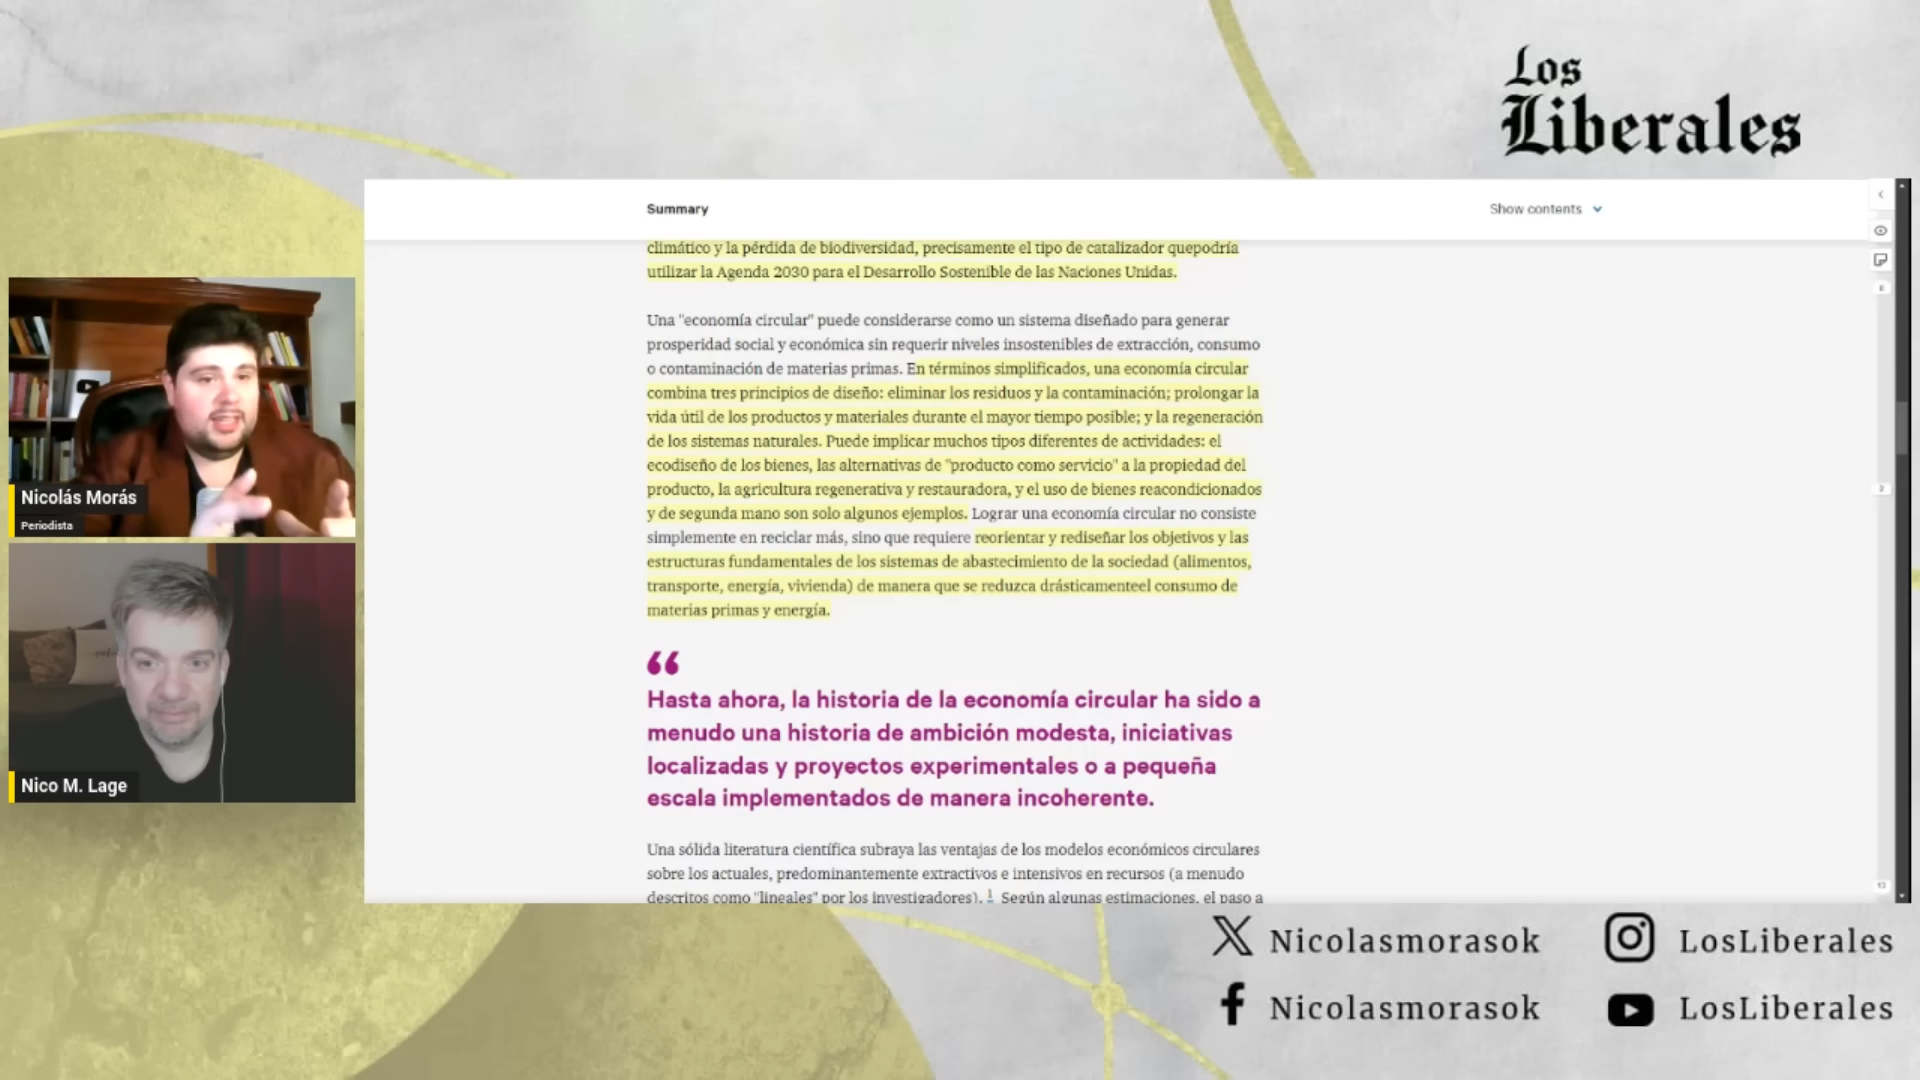 Los
Liberales
Summary
Show contents
climático y la pérdida de biodiversidad, precisamente el tipo de catalizador quepodría
utilizar la Agenda 2030 para el Desarrollo Sostenible de las Naciones Unidas.
Una "economía circular" puede considerarse como un sistema diseñado para generar
prosperidad social y económica sin requerir niveles insostenibles de extracción, consumo
o contaminación de materias primas. En términos simplificados, una economía circular
combina tres principios de diseño: eliminar los residuos y la contaminación; prolongar la
vida útil de los productos y materiales durante el mayor tiempo posible; y la regeneración
de los sistemas naturales. Puede implicar muchos tipos diferentes de actividades: el
ecodiseño de los bienes, las alternativas de "producto como servicio" a la propiedad del
producto, la agricultura regenerativa y restauradora, y el uso de bienes reacondicionados
y de segunda mano son solo algunos ejemplos. Lograr una economía circular no consiste
simplemente en reciclar más, sino que requiere reorientar y rediseñar los objetivos y las
estructuras fundamentales de los sistemas de abastecimiento de la sociedad (alimentos,
transporte, energía, vivienda) de manera que se reduzca drásticamenteel consumo de
materias primas y energía.
“
Hasta ahora, la historia de la economía circular ha sido a
menudo una historia de ambición modesta, iniciativas
localizadas y proyectos experimentales o a pequeña
escala implementados de manera incoherente.
Una sólida literatura científica subraya las ventajas de los modelos económicos circulares
sobre los actuales, predominantemente extractivos e intensivos en recursos (a menudo
descritos como "lineales" por los investigadores). 1 Según algunas estimaciones, el paso a
Nicolás Morás
Periodista
Nico M. Lage
Nicolasmorasok
LosLiberales
Nicolasmorasok
LosLiberales